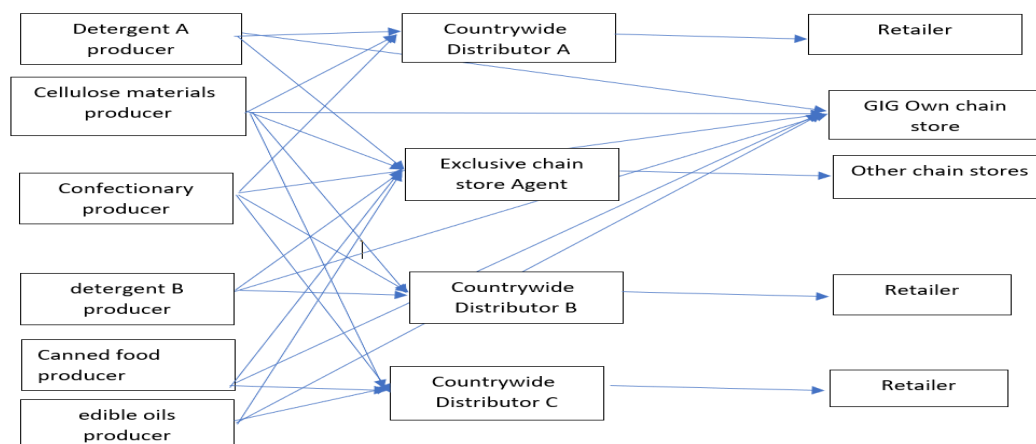 Detergent A
producer
Cellulose materials
producer
Confectionary
producer
detergent B
producer
Canned food
producer
edible oils
producer
Countrywide
Distributor A
Exclusive chain
store Agent
Countrywide
Distributor B
Countrywide
Distributor C
Retailer
GIG Own chain
store
Other chain stores
Retailer
Retailer